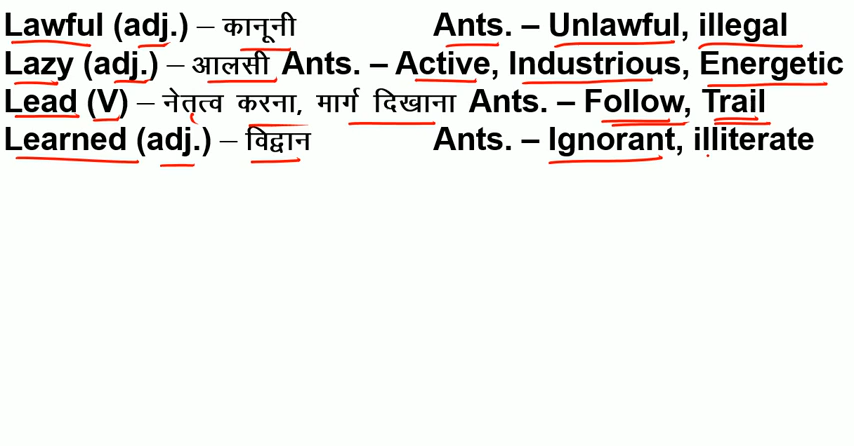 Lawful (adj.) – कानूनी Ants. – Unlawful, illegal
Lazy (adj.) – आलसी Ants. – Active, Industrious, Energetic
Lead (V) – नेतृत्व करना, मार्ग दिखाना Ants. – Follow, Trail
Learned (adj.) – विद्वान Ants. – Ignorant, illiterate